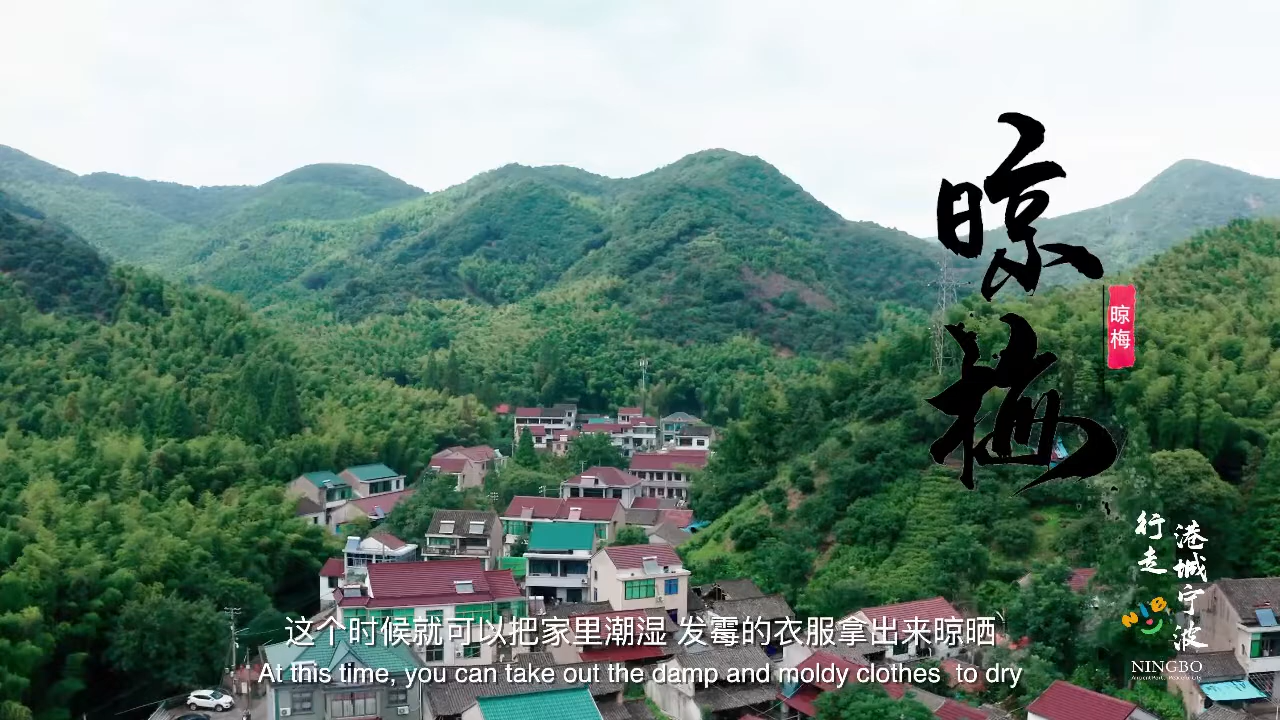 晾梅
晾梅
行走
港城宁波
NIB
NINGBO
这个时候就可以把家里潮湿 发霉的衣服拿出来晾晒
At this time, you can take out the damp and moldy clothes to dry